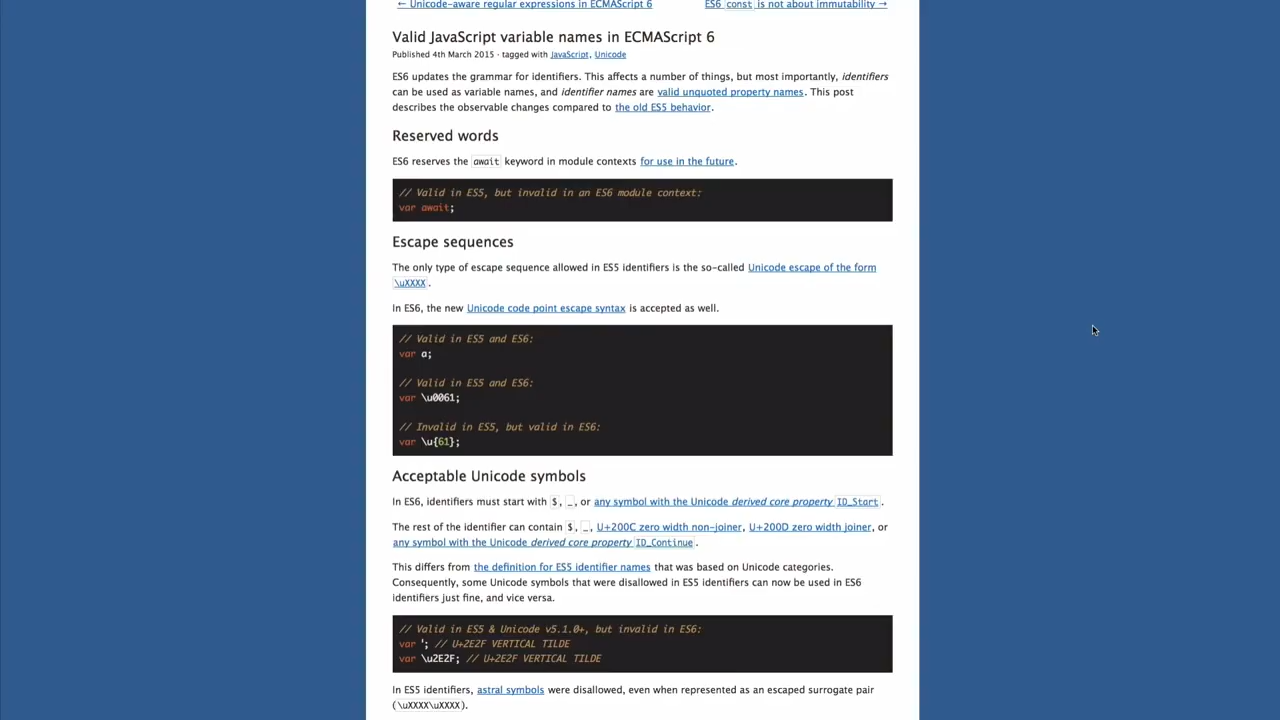 ← Unicode-aware regular expressions in ECMAScript 6
ES6 const is not about immutability →
Valid JavaScript variable names in ECMAScript 6
Published 4th March 2015 · tagged with JavaScript, Unicode
ES6 updates the grammar for identifiers. This affects a number of things, but most importantly, identifiers
can be used as variable names, and identifier names are valid unquoted property names. This post
describes the observable changes compared to the old ES5 behavior.
Reserved words
ES6 reserves the await keyword in module contexts for use in the future.
// Valid in ES5, but invalid in an ES6 module context:
var await;
Escape sequences
The only type of escape sequence allowed in ES5 identifiers is the so-called Unicode escape of the form
\uXXXX.
In ES6, the new Unicode code point escape syntax is accepted as well.
// Valid in ES5 and ES6:
var a;
// Valid in ES5 and ES6:
var \u0061;
// Invalid in ES5, but valid in ES6:
var \u{61};
Acceptable Unicode symbols
In ES6, identifiers must start with $, _, or any symbol with the Unicode derived core property ID_Start.
The rest of the identifier can contain $, _, U+200C zero width non-joiner, U+200D zero width joiner, or
any symbol with the Unicode derived core property ID_Continue.
This differs from the definition for ES5 identifier names that was based on Unicode categories.
Consequently, some Unicode symbols that were disallowed in ES5 identifiers can now be used in ES6
identifiers just fine, and vice versa.
// Valid in ES5 & Unicode v5.1.0+, but invalid in ES6:
var ⸯ; // U+2E2F VERTICAL TILDE
var \u2E2F; // U+2E2F VERTICAL TILDE
In ES5 identifiers, astral symbols were disallowed, even when represented as an escaped surrogate pair
(\uXXXX\uXXXX).